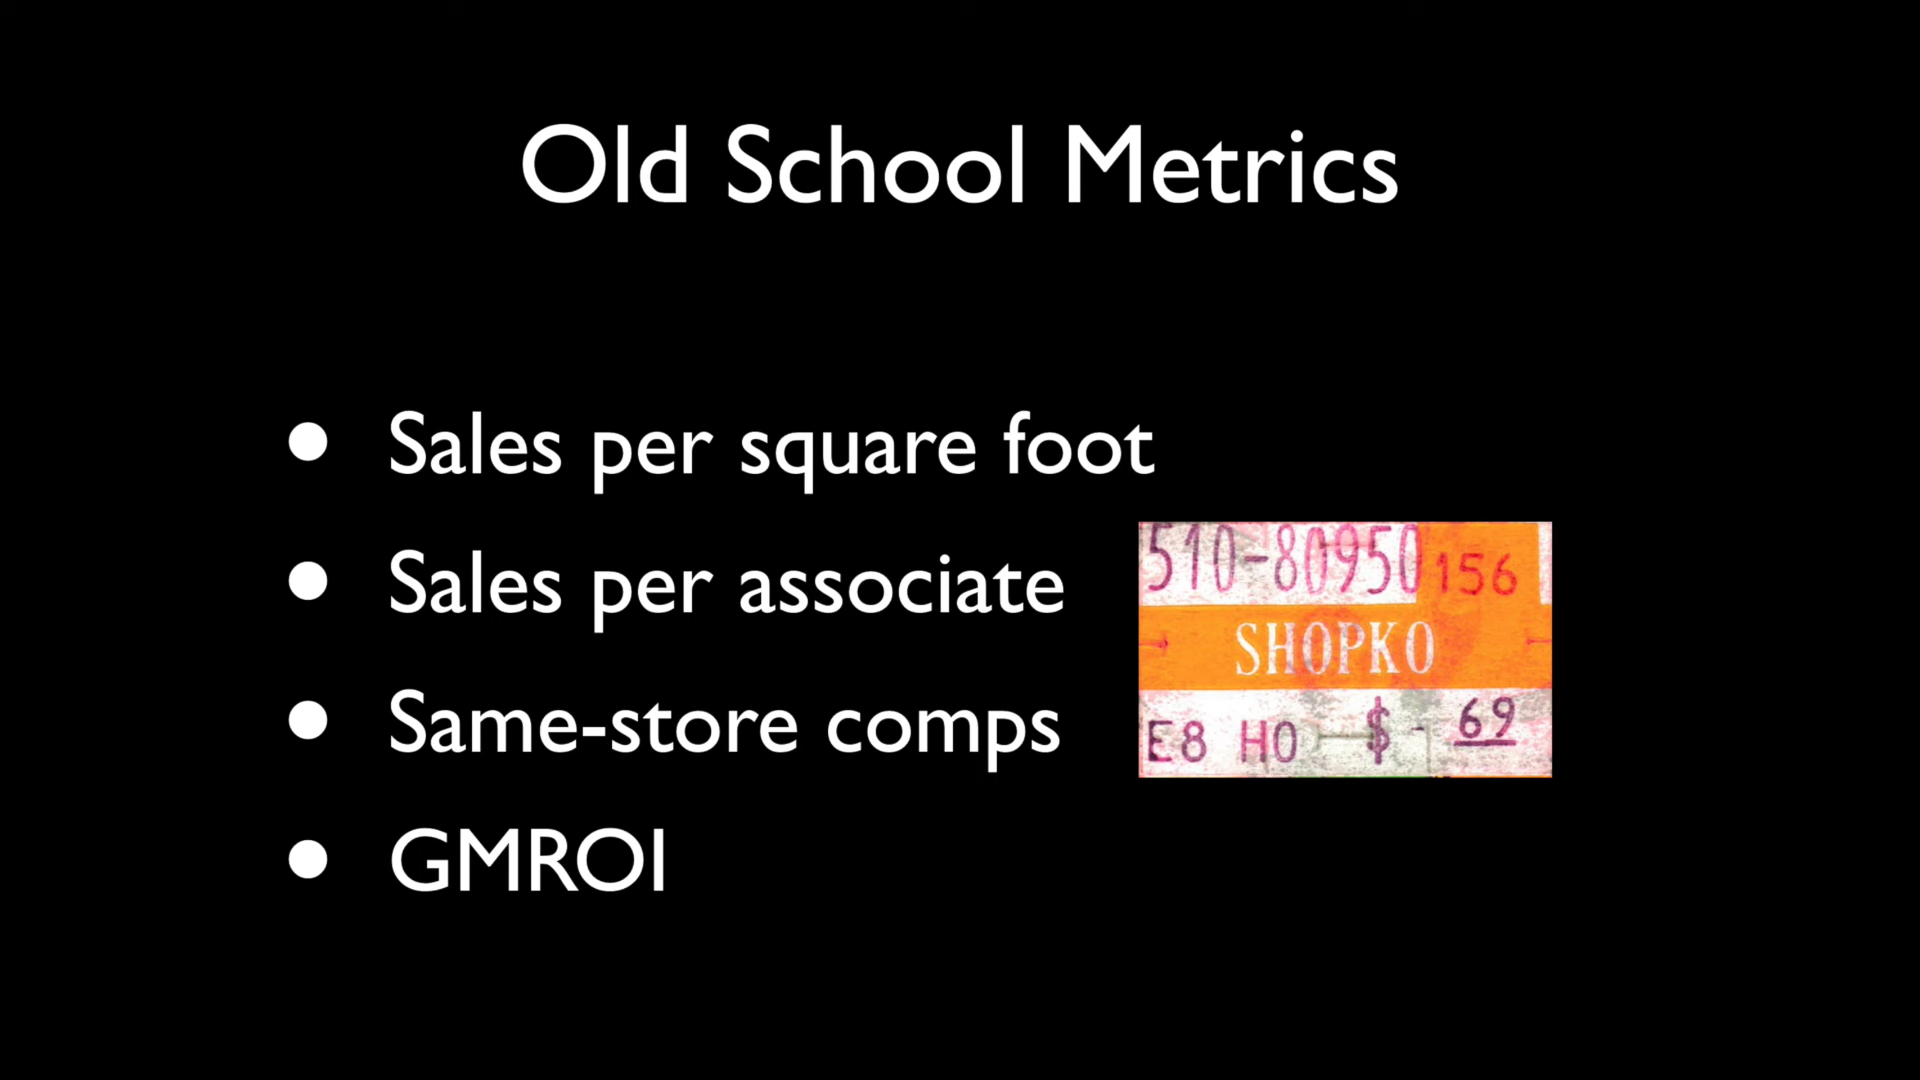 Old School Metrics
• Sales per square foot
• Sales per associate
• Same-store comps
• GMROI
510-80950 156
SHOPKO
E8 HO $ - 69